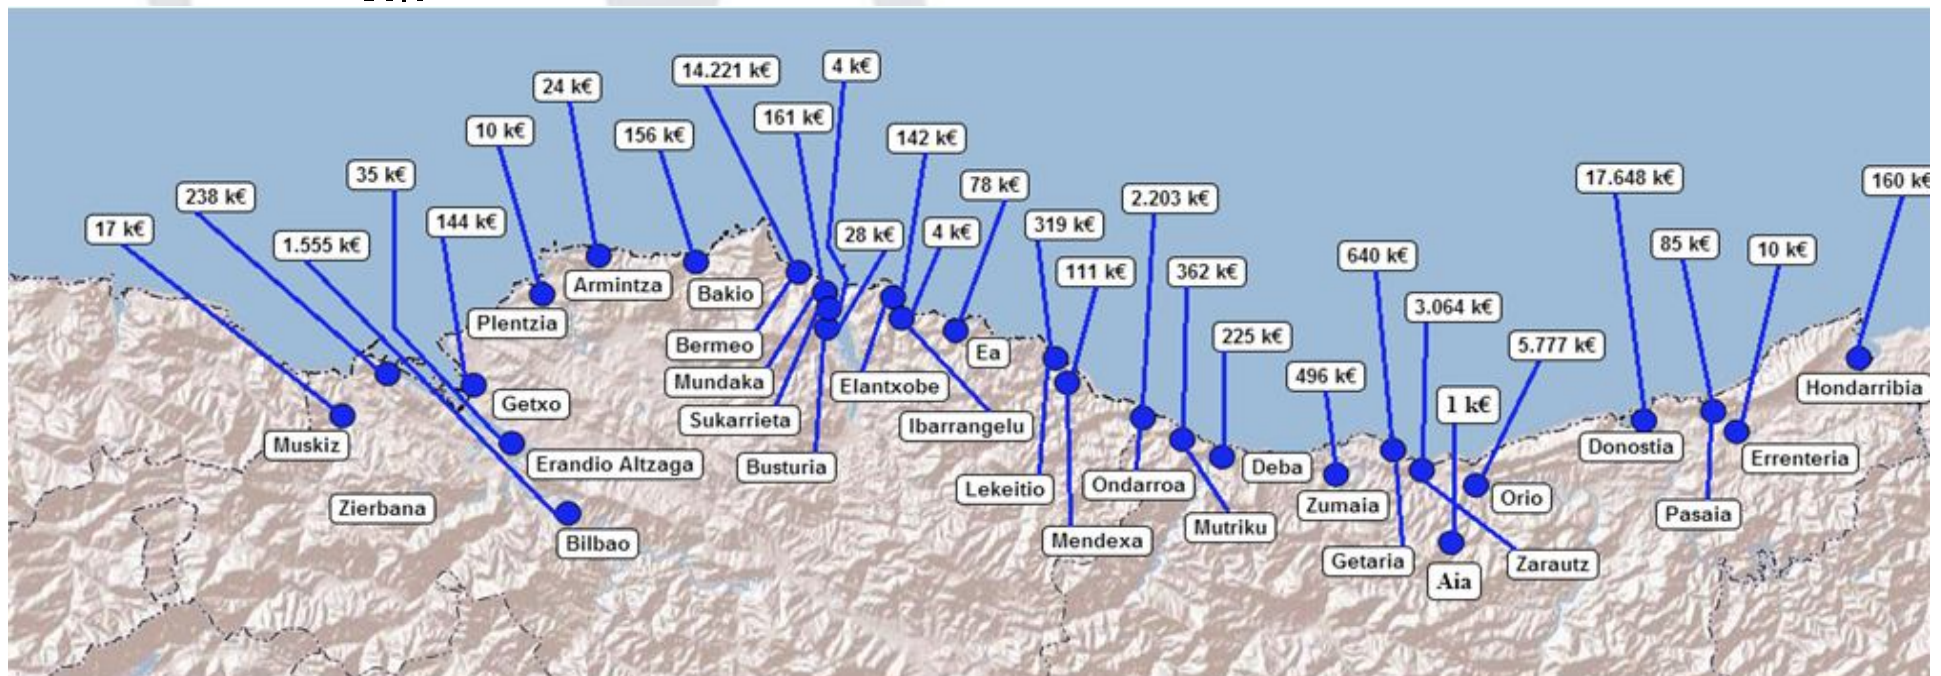 4 k€
14.221 k€
24 k€
161 k€
10 k€
156 k€
142 k€
35 k€
17.648 k€
160 k€
78 k€
238 k€
2.203 k€
144 k€
319 k€
17 k€
28 k€
4 k€
1.555 k€
85 k€
10 k€
640 k€
111 k€
362 k€
Armintza
Bakio
3.064 k€
Plentzia
225 k€
Bermeo
5.777 k€
Ea
496 k€
Mundaka
Elantxobe
Hondarribia
Getxo
1 k€
Sukarrieta
Ibarrangelu
Muskiz
Donostia
Errenteria
Erandio Altzaga
Busturia
Deba
Ondarroa
Lekeitio
Orio
Zumaia
Zierbana
Pasaia
Mutriku
Bilbao
Mendexa
Getaria
Zarautz
Aia